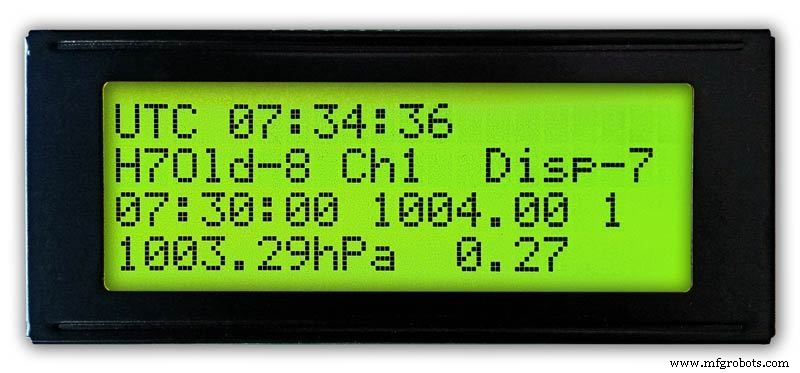 UTC 07:34:36
H7Old-8 Ch1  Disp-7
07:30:00 1004.00 1
1003.29hPa  0.27
www.mfgrobots.com